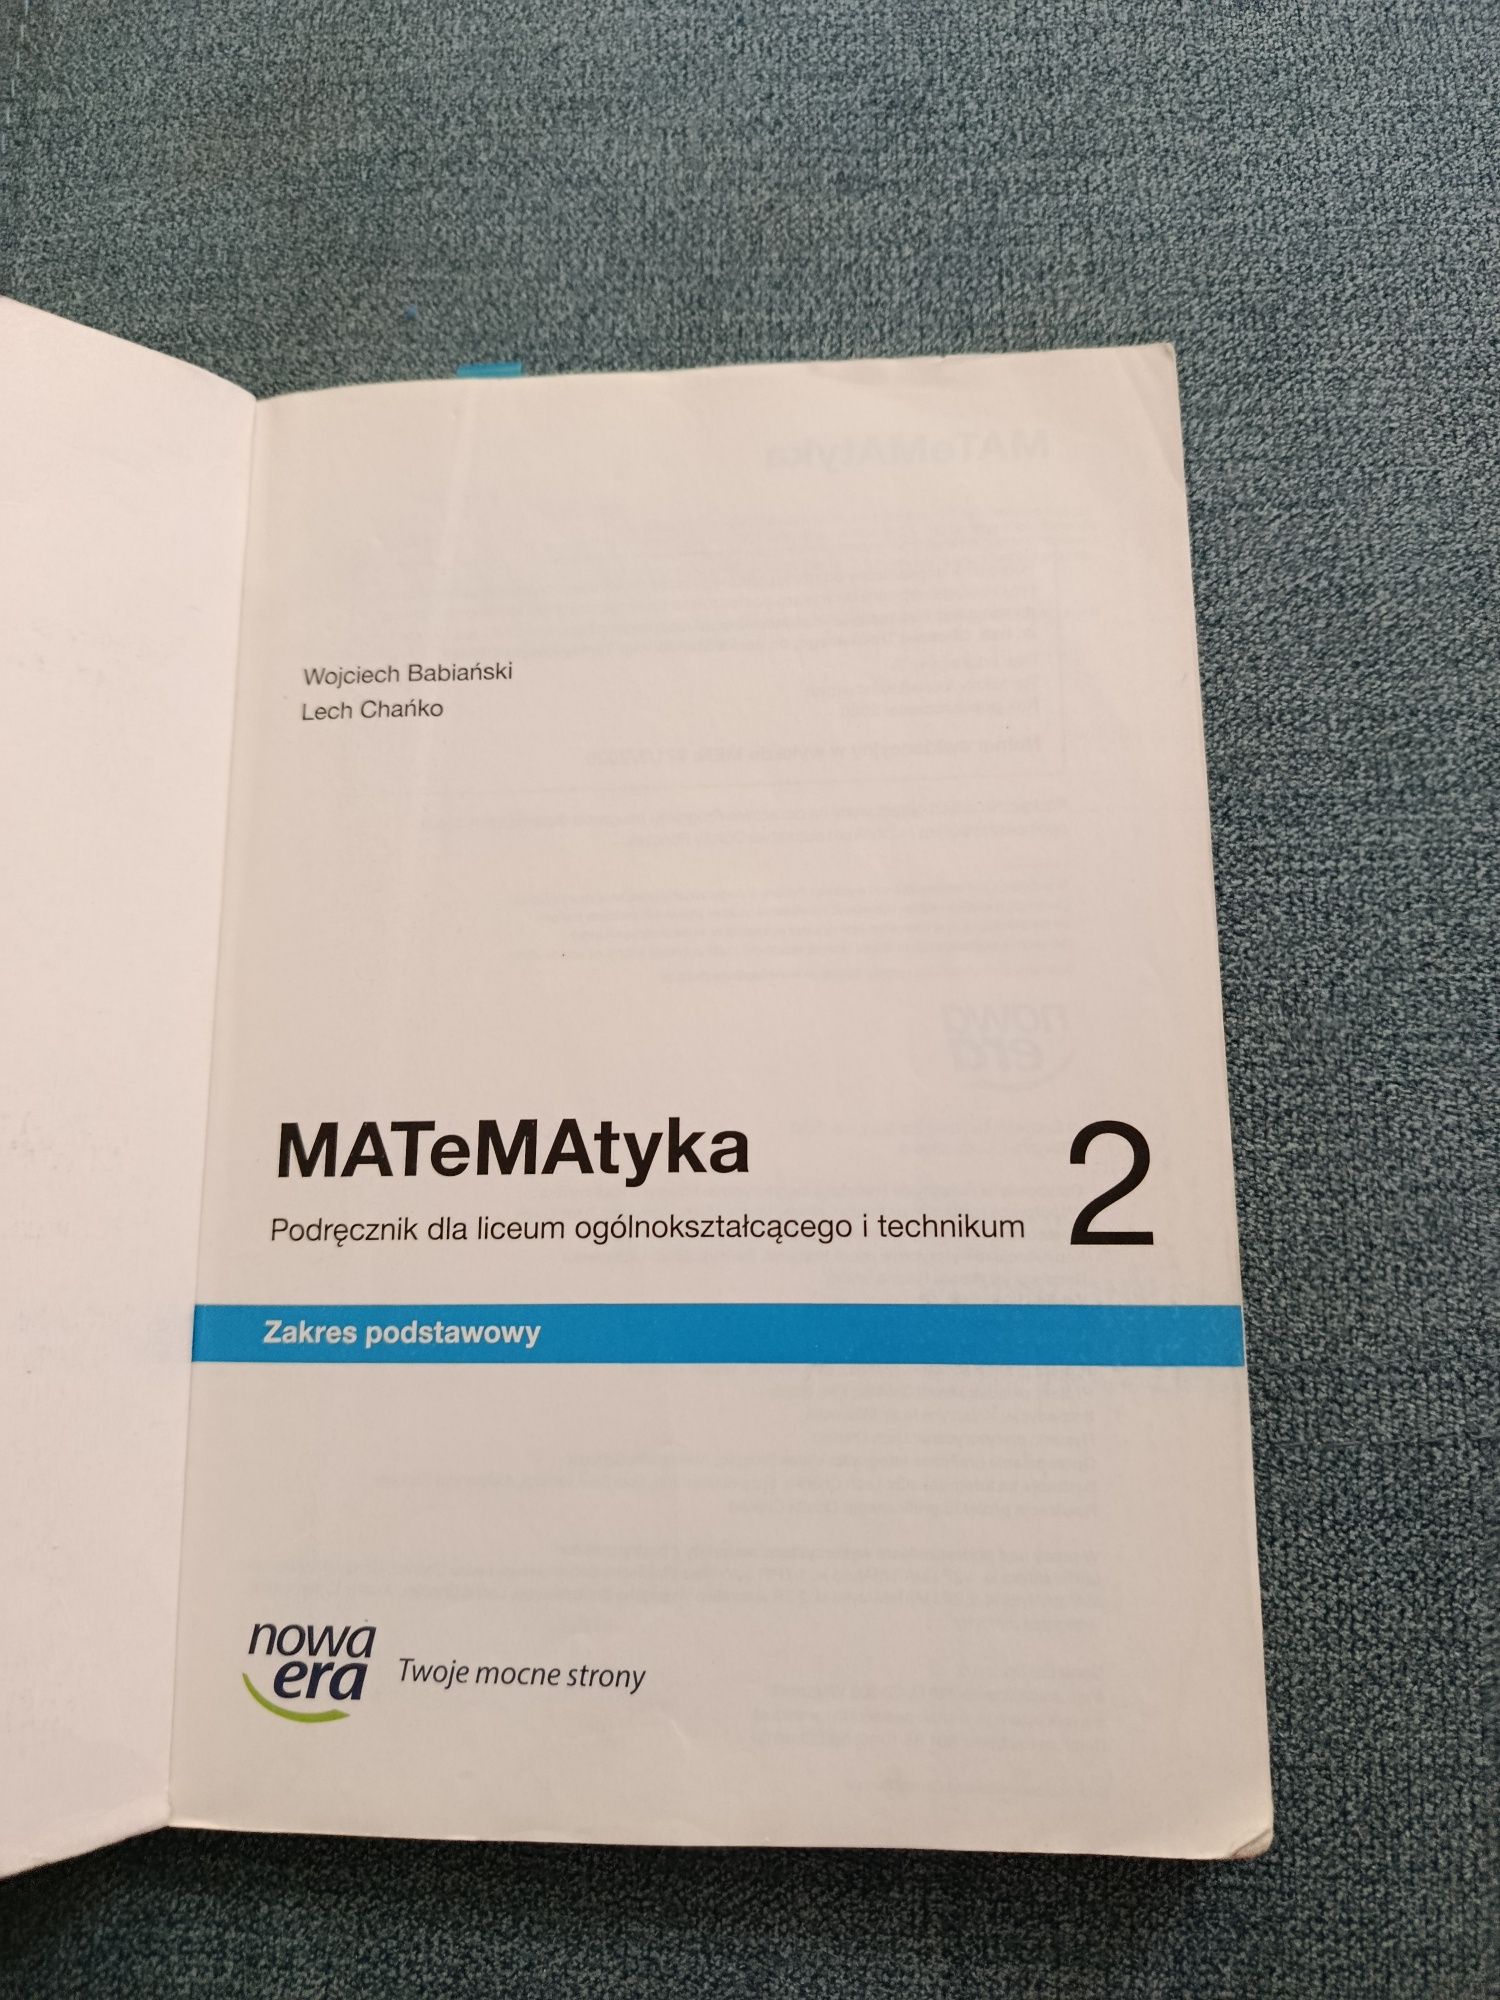 Wojciech Babiański
Lech Chańko
MATeMAtyka 2
Podręcznik dla liceum ogólnokształcącego i technikum
Zakres podstawowy
nowa
era
Twoje mocne strony